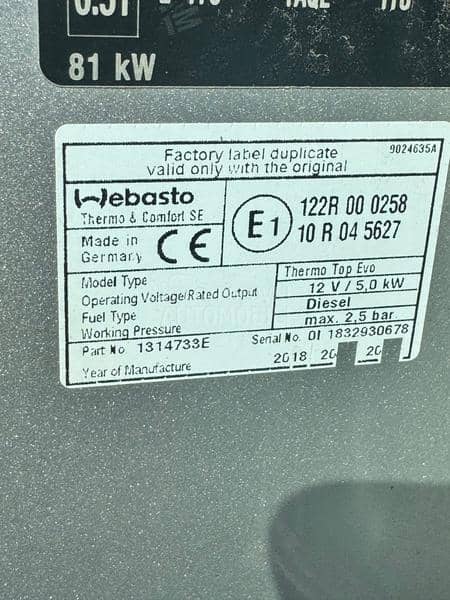 81 kW
Factory label duplicate
valid only with the original
9024635A
Webasto
Thermo & Comfort SE
Made in
Germany
CE
E1
122R 00 0258
10 R 04 5627
Model Type
Thermo Top Evo
Operating Voltage/Rated Output
12 V / 5,0 kW
Fuel Type
Diesel
Working Pressure
max. 2,5 bar
Part No 1314733E
Serial No. 01 1832930678
Year of Manufacture
2018 20 20